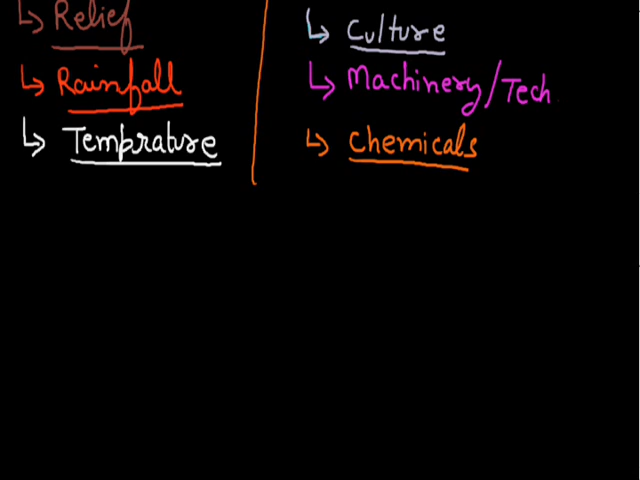 ↳ Relief
↳ Rainfall
↳ Temprature
↳ Culture
↳ Machinery/Tech
↳ Chemicals